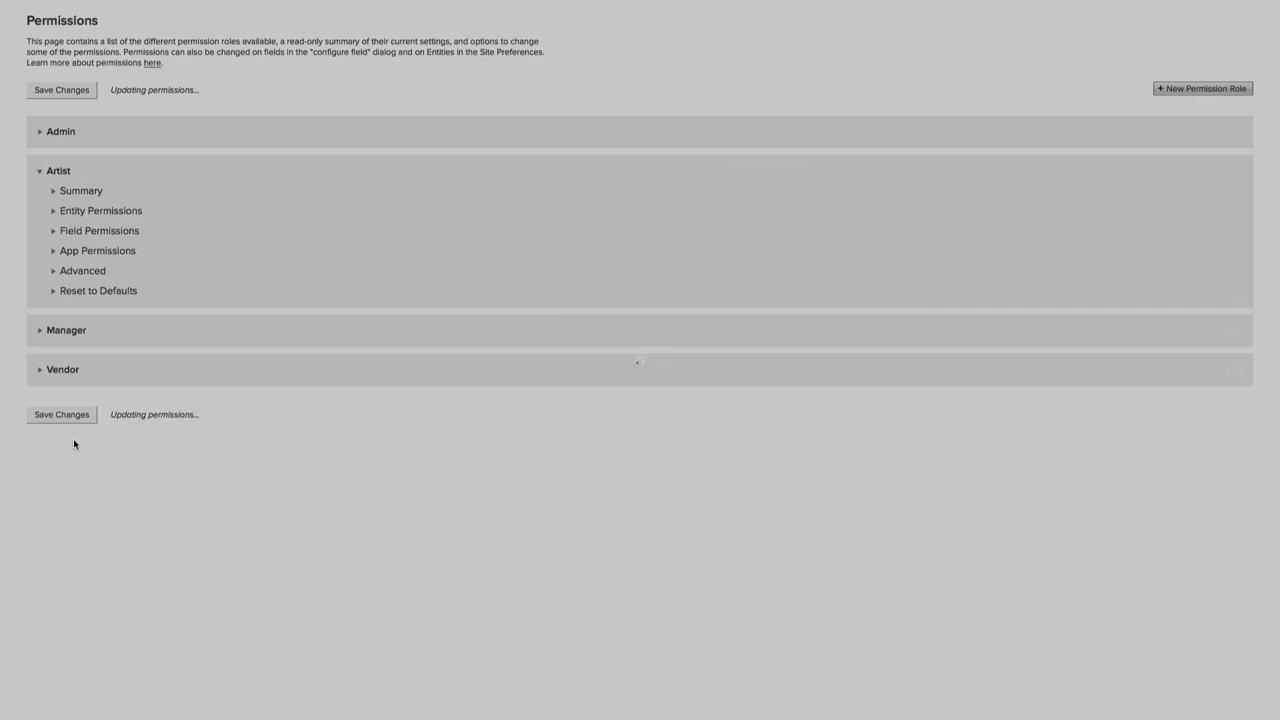 Permissions
This page contains a list of the different permission roles available, a read-only summary of their current settings, and options to change
some of the permissions. Permissions can also be changed on fields in the "configure field" dialog and on Entities in the Site Preferences.
Learn more about permissions here.
Save Changes Updating permissions... + New Permission Role
Admin
Artist
Summary
Entity Permissions
Field Permissions
App Permissions
Advanced
Reset to Defaults
Manager
Vendor
Save Changes Updating permissions...